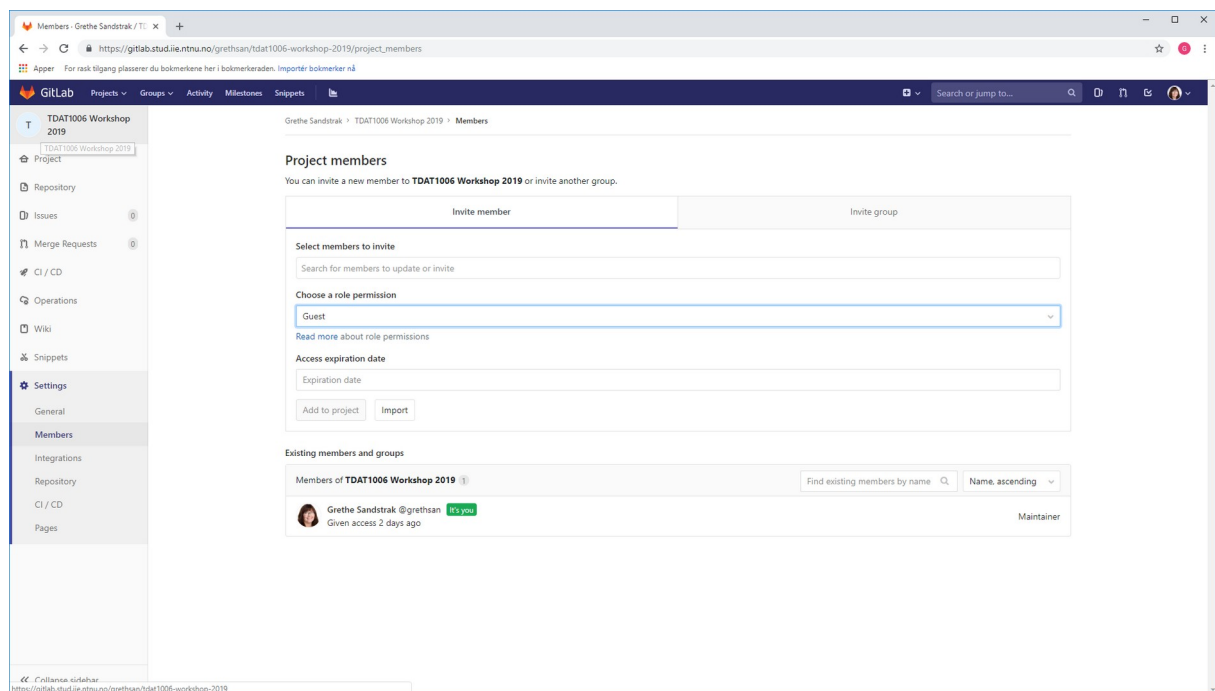 Members · Grethe Sandstrak / TD
https://gitlab.stud.iie.ntnu.no/grethsan/tdat1006-workshop-2019/project_members
G
Apper For rask tilgang plasserer du bokmerkene her i bokmerkeraden. Importér bokmerker nå
GitLab Projects Groups Activity Milestones Snippets Search or jump to...
T TDAT1006 Workshop 2019
TDAT1006 Workshop 2019
Project
Repository
Issues 0
Merge Requests 0
CI / CD
Operations
Wiki
Snippets
Settings
General
Members
Integrations
Repository
CI / CD
Pages
Collapse sidebar
https://gitlab.stud.iie.ntnu.no/grethsan/tdat1006-workshop-2019
Grethe Sandstrak › TDAT1006 Workshop 2019 › Members
Project members
You can invite a new member to TDAT1006 Workshop 2019 or invite another group.
Invite member Invite group
Select members to invite
Search for members to update or invite
Choose a role permission
Guest
Read more about role permissions
Access expiration date
Expiration date
Add to project Import
Existing members and groups
Members of TDAT1006 Workshop 2019 1 Find existing members by name Name, ascending
Grethe Sandstrak @grethsan It's you
Given access 2 days ago
Maintainer